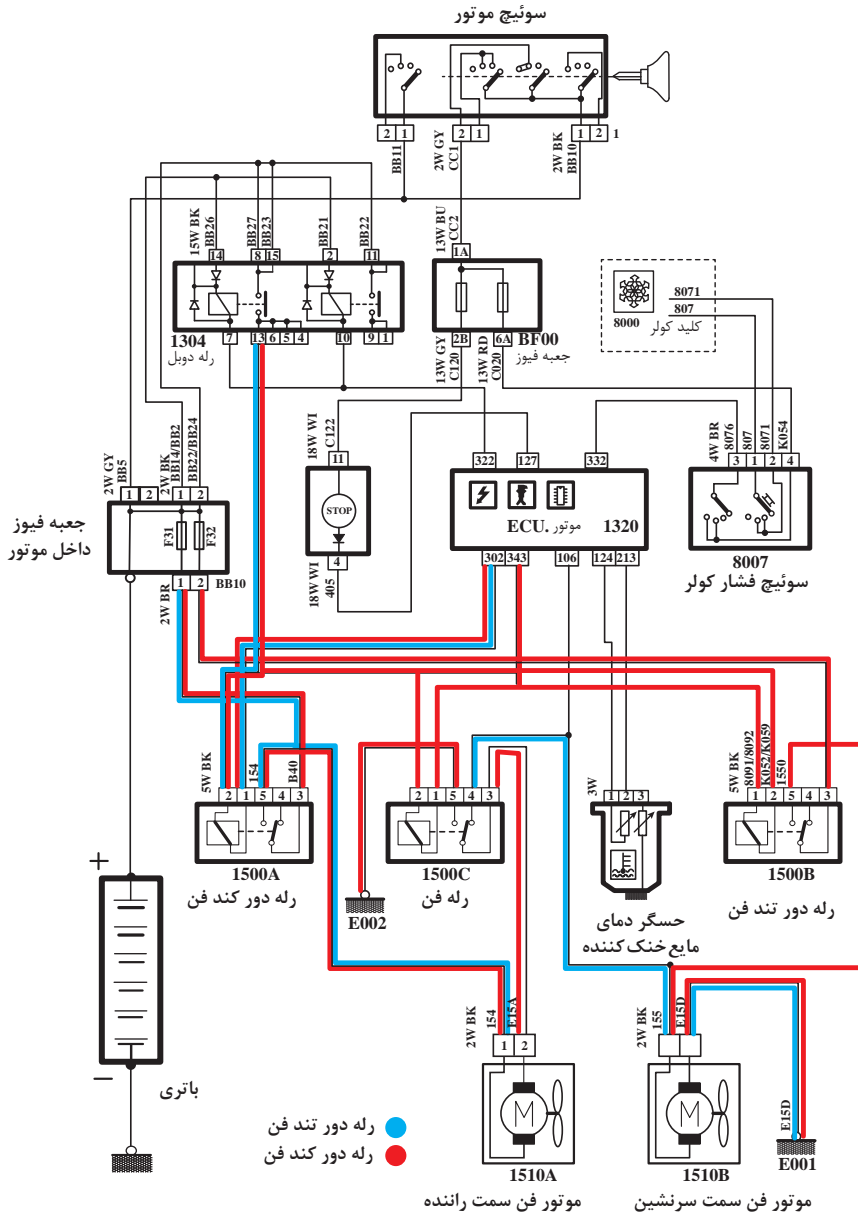 سوئیچ موتور
2 1
2 1
1 2 1
BB11
2W GY
CC1
2W BK
BB10
15W BK
BB26
BB27
BB23
BB21
BB22
13W BU
CC2
14 8 15 2 11
1A
7 13 6 5 4 10 9 1
1304
رله دوبل
2B 6A
BF00
جعبه فیوز
13W GY
C120
13W RD
C020
8071
807
8000
کلید کولر
2W GY
BB5
2W BK
BB14/BB2
BB22/BB24
18W WI
C122
4W BR
8076
807
8071
K054
1 2 1 2
11
322 127 332
3 1 2 4
جعبه فیوز
داخل موتور
F31
F32
STOP
ECU. موتور
1320
302 343 106 124 213
8007
سوئیچ فشار کولر
4
18W WI
405
1 2
BB10
2W BR
5W BK
154
B40
3W
5W BK
8091/8092
K052/K059
1550
2 1 5 4 3
2 1 5 4 3
1 2 3
1 2 5 4 3
1500A
رله دور کند فن
1500C
رله فن
E002
حسگر دمای
مایع خنک کننده
1500B
رله دور تند فن
+
−
باتری
2W BK
154
E15A
2W BK
155
E15D
1 2
M
M
E15D
E001
رله دور تند فن
رله دور کند فن
1510A
موتور فن سمت راننده
1510B
موتور فن سمت سرنشین